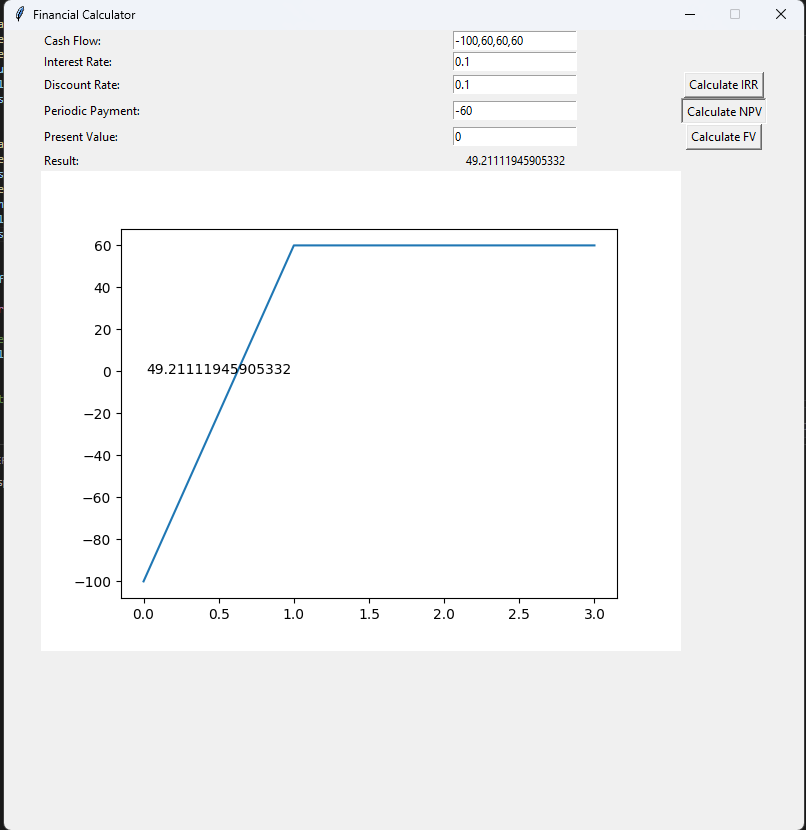 Financial Calculator
Cash Flow: -100,60,60,60
Interest Rate: 0.1
Discount Rate: 0.1 Calculate IRR
Periodic Payment: -60 Calculate NPV
Present Value: 0 Calculate FV
Result: 49.21111945905332
60
40
20
0
49.21111945905332
−20
−40
−60
−80
−100
0.0 0.5 1.0 1.5 2.0 2.5 3.0